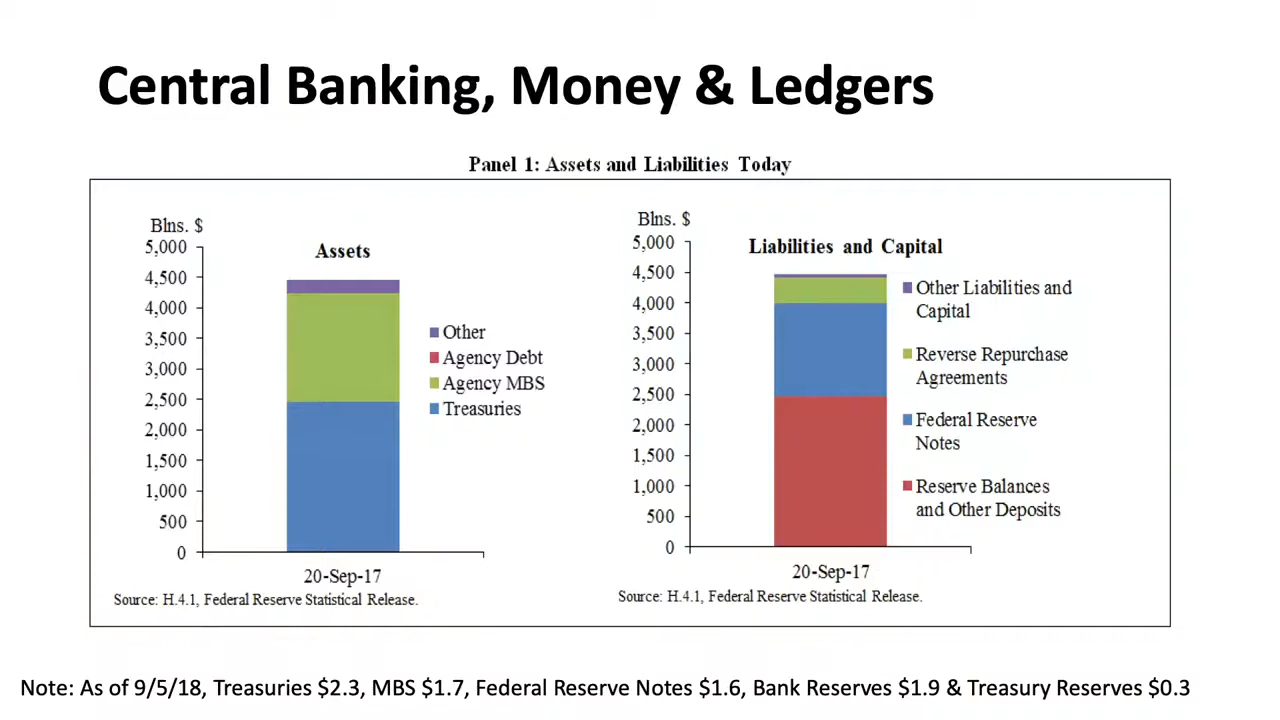 Central Banking, Money & Ledgers
Panel 1: Assets and Liabilities Today
Blns. $
Assets
5,000
4,500
4,000
3,500
3,000
2,500
2,000
1,500
1,000
500
0
Other
Agency Debt
Agency MBS
Treasuries
20-Sep-17
Source: H.4.1, Federal Reserve Statistical Release.
Blns. $
Liabilities and Capital
5,000
4,500
4,000
3,500
3,000
2,500
2,000
1,500
1,000
500
0
Other Liabilities and
Capital
Reverse Repurchase
Agreements
Federal Reserve
Notes
Reserve Balances
and Other Deposits
20-Sep-17
Source: H.4.1, Federal Reserve Statistical Release.
Note: As of 9/5/18, Treasuries $2.3, MBS $1.7, Federal Reserve Notes $1.6, Bank Reserves $1.9 & Treasury Reserves $0.3